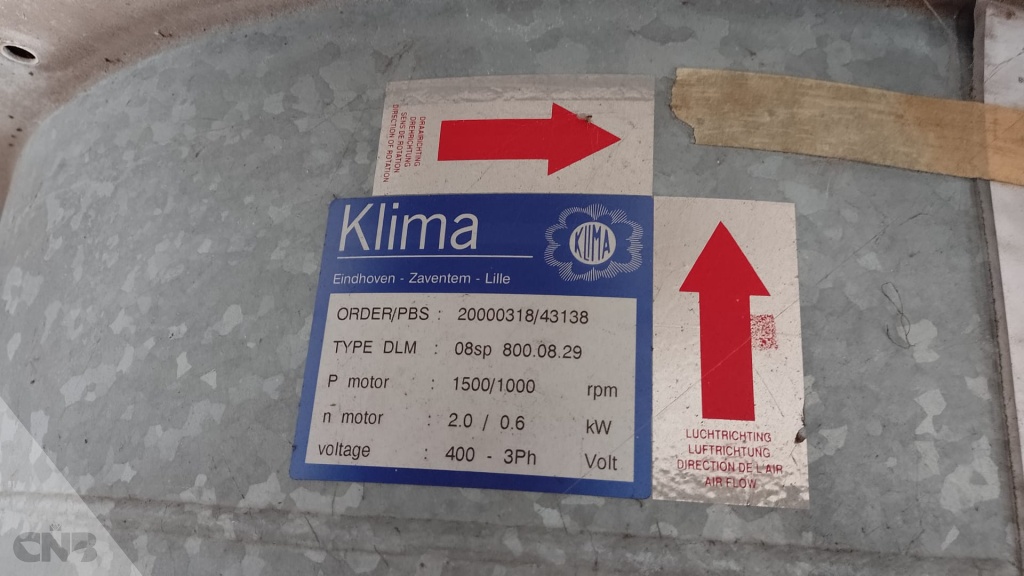 DRAAIRICHTING
DREHRICHTUNG
SENS DE ROTATION
DIRECTION OF ROTATION
Klima
KLIMA
Eindhoven - Zaventem - Lille
ORDER/PBS : 20000318/43138
TYPE DLM : 08sp 800.08.29
P motor : 1500/1000 rpm
n motor : 2.0 / 0.6 kW
voltage : 400 - 3Ph Volt
LUCHTRICHTING
LUFTRICHTUNG
DIRECTION DE L'AIR
AIR FLOW
CNB